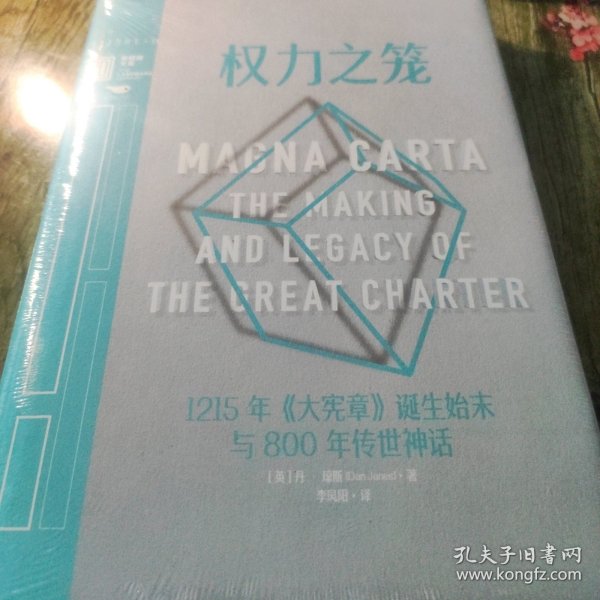 权力之笼
MAGNA CARTA
THE MAKING
AND LEGACY OF
THE GREAT CHARTER
1215 年《大宪章》诞生始末
与 800 年传世神话
[英] 丹·琼斯 (Dan Jones)·著
李凤阳·译
孔夫子旧书网
www.kongfz.com